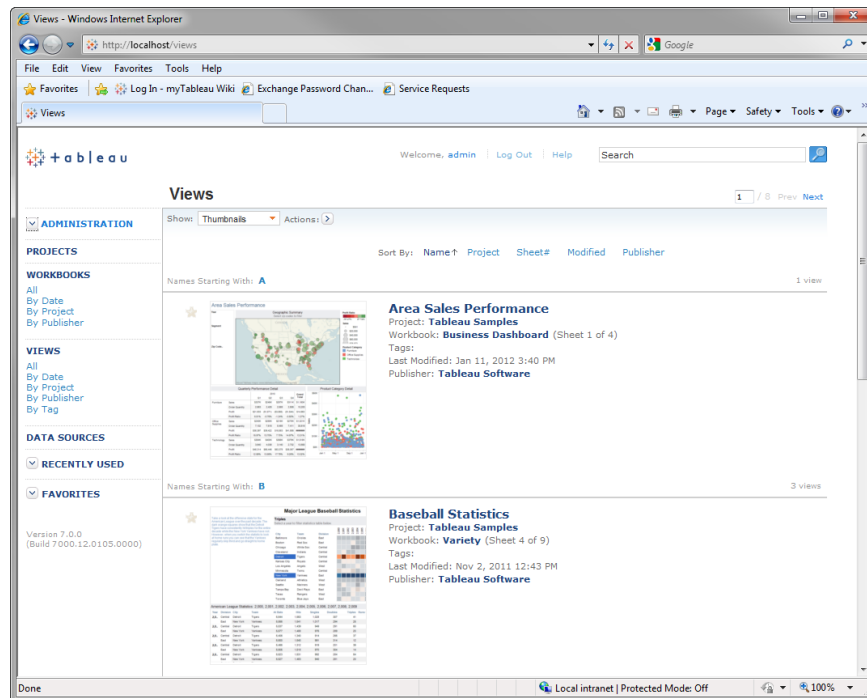 Views - Windows Internet Explorer
http://localhost/views
Google
File Edit View Favorites Tools Help
Favorites Log In - myTableau Wiki Exchange Password Chan... Service Requests
Views
Page Safety Tools
+ a b l e a u
Welcome, admin Log Out Help Search
Views
1 / 8 Prev Next
Show: Thumbnails Actions:
ADMINISTRATION
PROJECTS
WORKBOOKS
All
By Date
By Project
By Publisher
VIEWS
All
By Date
By Project
By Publisher
By Tag
DATA SOURCES
RECENTLY USED
FAVORITES
Version 7.0.0
(Build 7000.12.0105.0000)
Sort By: Name↑ Project Sheet# Modified Publisher
Names Starting With: A 1 view
Area Sales Performance
Area Sales Performance
Project: Tableau Samples
Workbook: Business Dashboard (Sheet 1 of 4)
Tags:
Last Modified: Jan 11, 2012 3:40 PM
Publisher: Tableau Software
Names Starting With: B 3 views
Major League Baseball Statistics
Baseball Statistics
Project: Tableau Samples
Workbook: Variety (Sheet 4 of 9)
Tags:
Last Modified: Nov 2, 2011 12:43 PM
Publisher: Tableau Software
Done Local intranet | Protected Mode: Off 100%